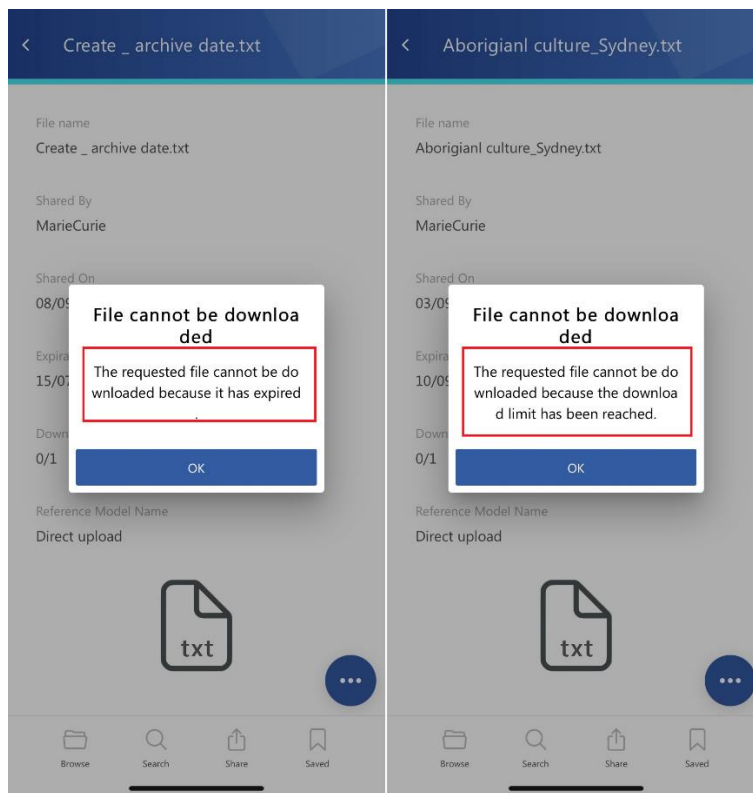 Create _ archive date.txt
File name
Create _ archive date.txt
Shared By
MarieCurie
Shared On
08/09
Expira
15/07
Down
0/1
File cannot be downloa
ded
The requested file cannot be do
wnloaded because it has expired
.
OK
Reference Model Name
Direct upload
txt
Browse
Search
Share
Saved
Aborigianl culture_Sydney.txt
File name
Aborigianl culture_Sydney.txt
Shared By
MarieCurie
Shared On
03/09
Expira
10/09
Down
0/1
File cannot be downloa
ded
The requested file cannot be do
wnloaded because the downloa
d limit has been reached.
OK
Reference Model Name
Direct upload
txt
Browse
Search
Share
Saved